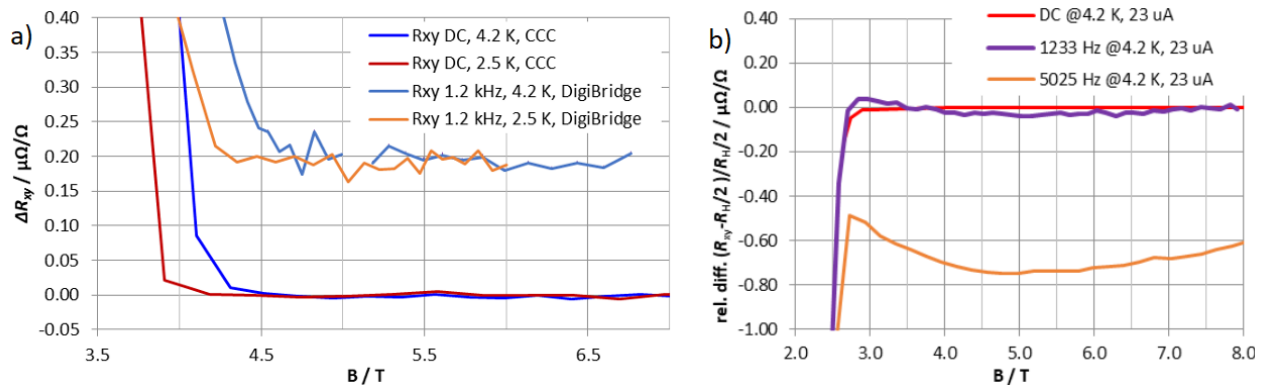 a)
ΔRxy / μΩ/Ω
0.40
0.35
0.30
0.25
0.20
0.15
0.10
0.05
0.00
-0.05
3.5 4.5 5.5 6.5
B / T
Rxy DC, 4.2 K, CCC
Rxy DC, 2.5 K, CCC
Rxy 1.2 kHz, 4.2 K, DigiBridge
Rxy 1.2 kHz, 2.5 K, DigiBridge
b)
rel. diff. (Rxy-RH/2 )/RH/2 / μΩ/Ω
0.40
0.20
0.00
-0.20
-0.40
-0.60
-0.80
-1.00
2.0 3.0 4.0 5.0 6.0 7.0 8.0
B / T
DC @4.2 K, 23 uA
1233 Hz @4.2 K, 23 uA
5025 Hz @4.2 K, 23 uA